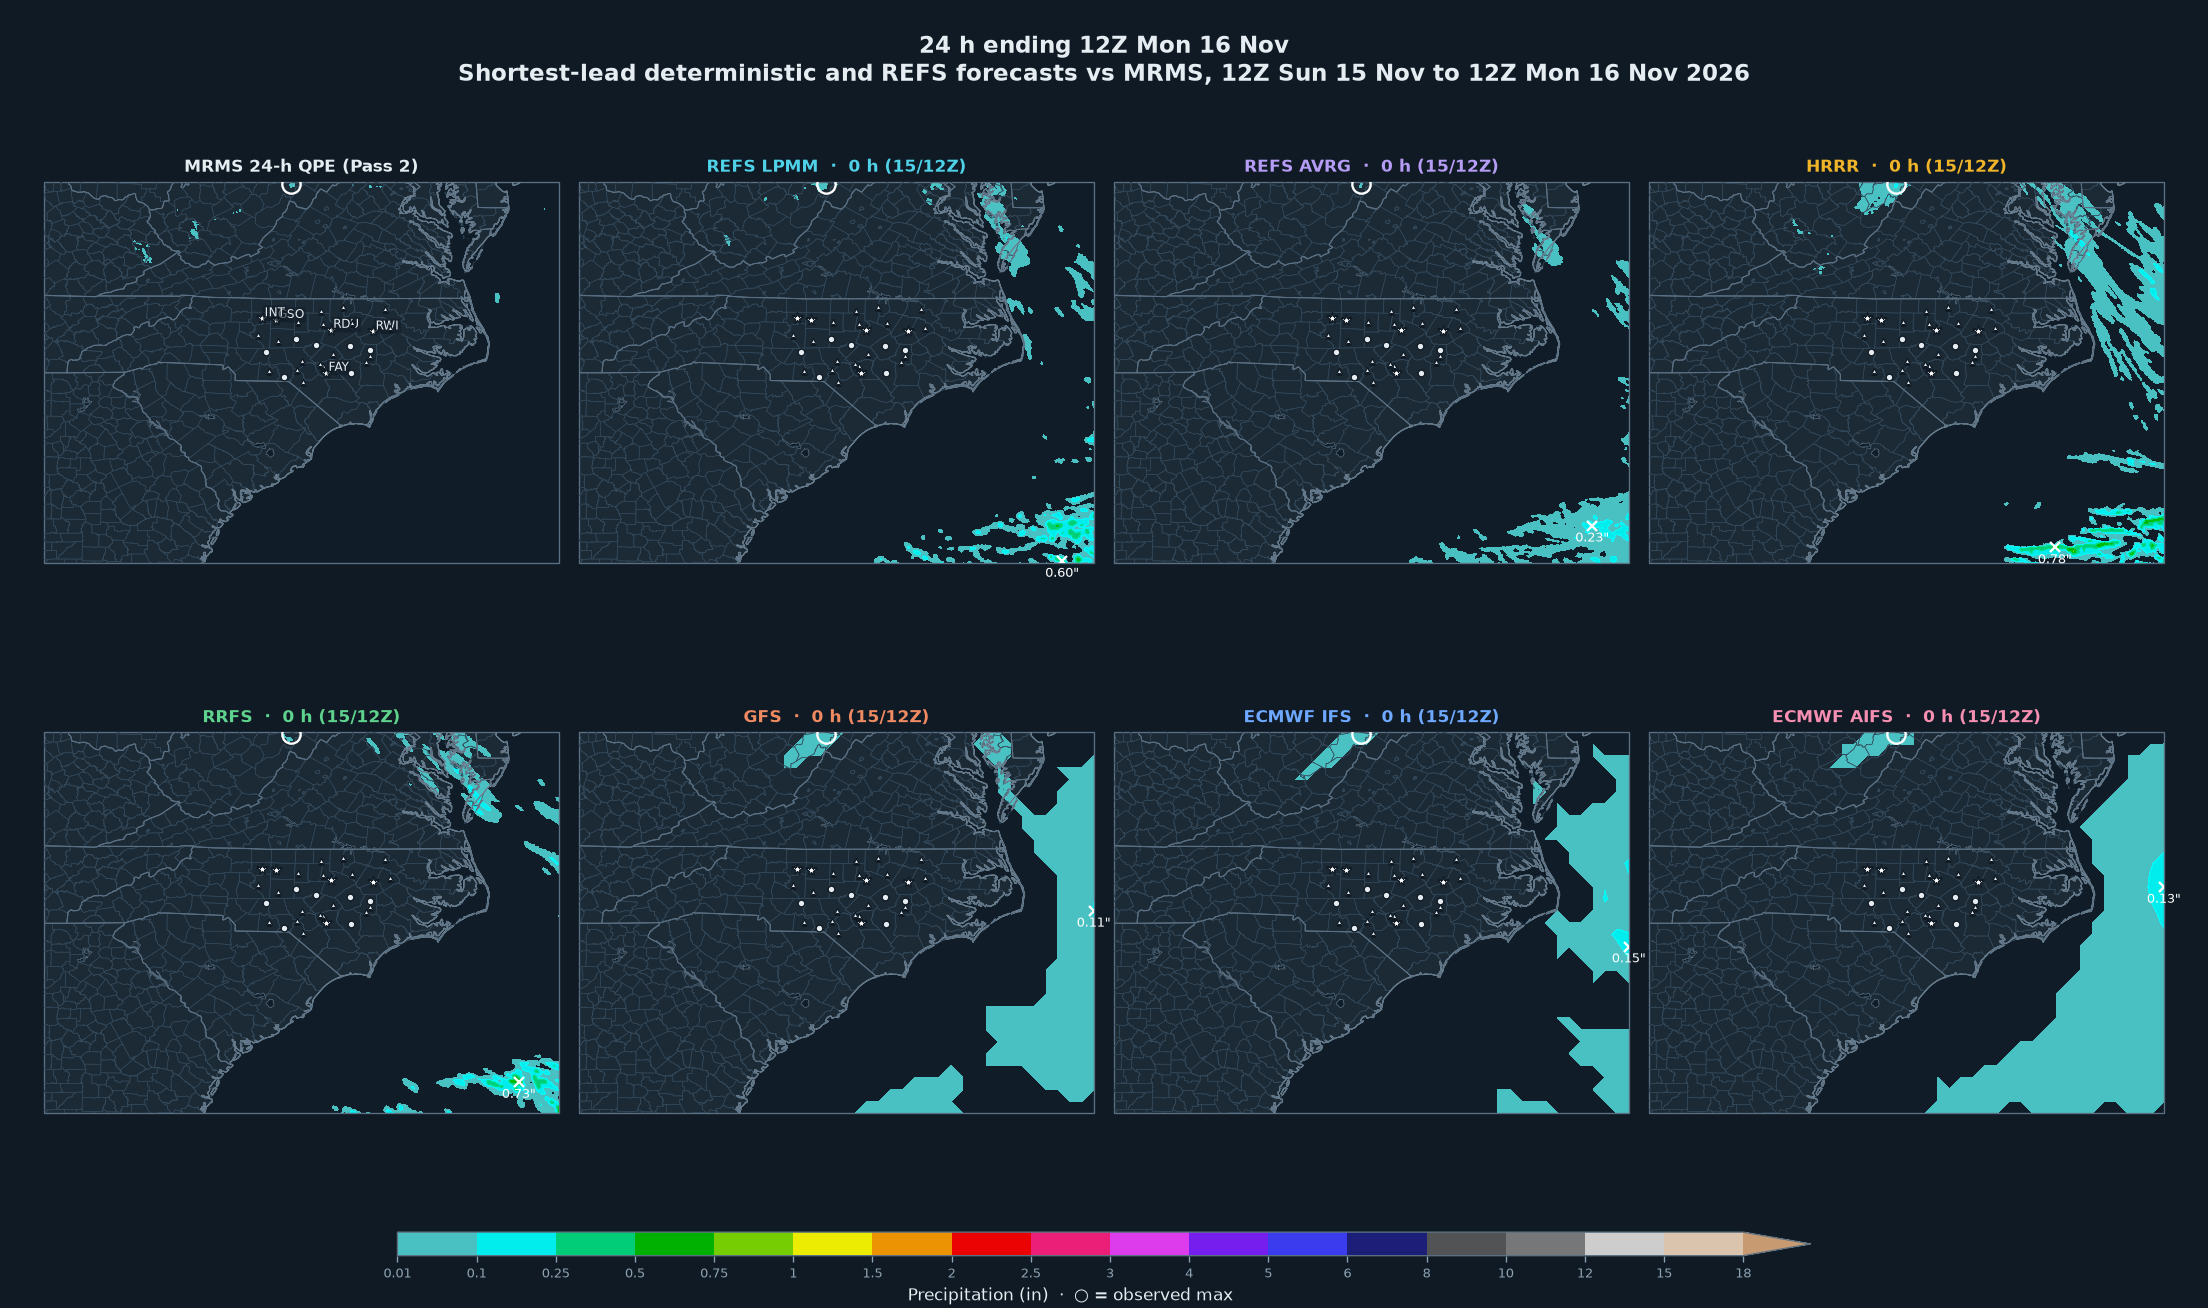 24 h ending 12Z Mon 16 Nov
Shortest-lead deterministic and REFS forecasts vs MRMS, 12Z Sun 15 Nov to 12Z Mon 16 Nov 2026
MRMS 24-h QPE (Pass 2)
REFS LPMM · 0 h (15/12Z)
REFS AVRG · 0 h (15/12Z)
HRRR · 0 h (15/12Z)
INT
SO
RDU
RWI
FAY
0.60"
0.23"
0.78"
RRFS · 0 h (15/12Z)
GFS · 0 h (15/12Z)
ECMWF IFS · 0 h (15/12Z)
ECMWF AIFS · 0 h (15/12Z)
0.73"
0.11"
0.15"
0.13"
0.01 0.1 0.25 0.5 0.75 1 1.5 2 2.5 3 4 5 6 8 10 12 15 18
Precipitation (in) · ○ = observed max